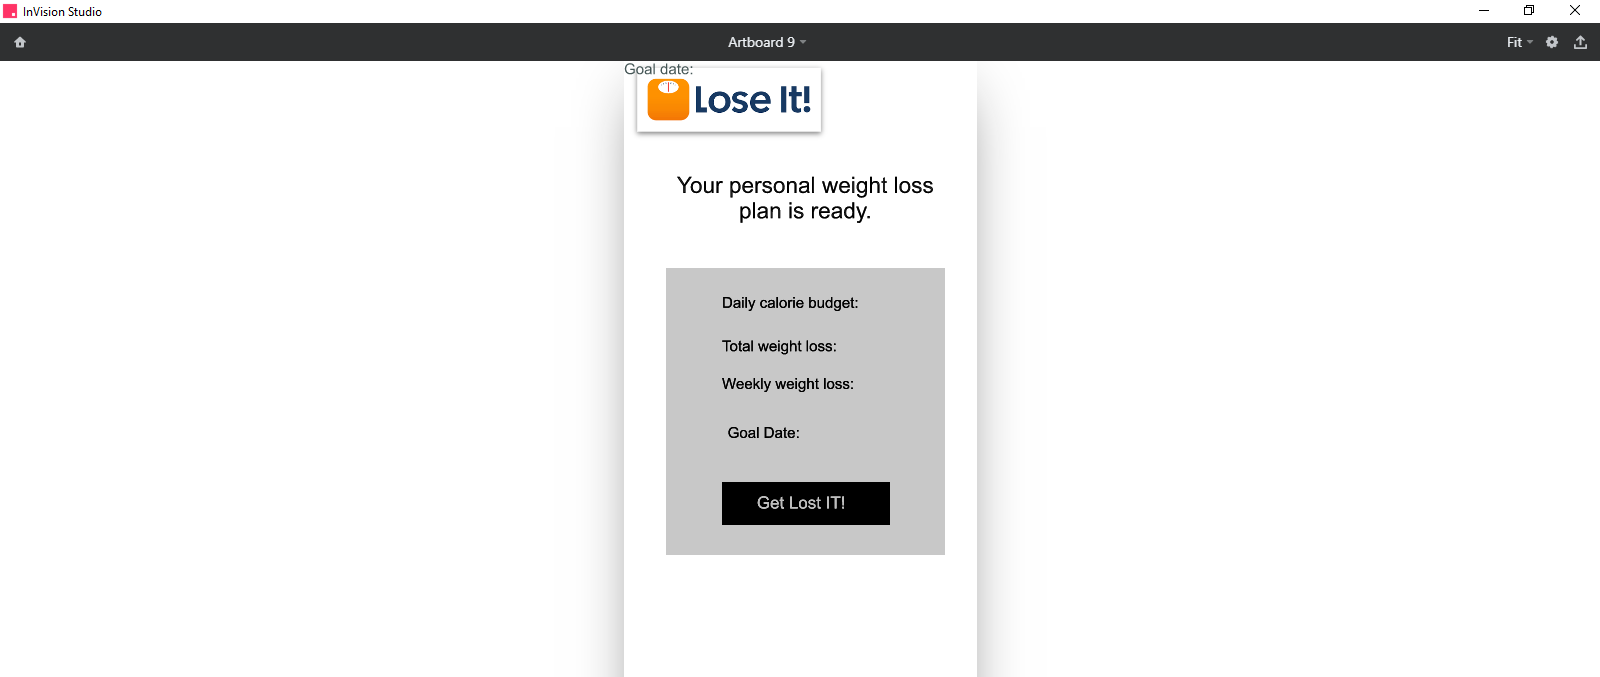 InVision Studio
Artboard 9
Fit
Goal date:
Lose It!
Your personal weight loss
plan is ready.
Daily calorie budget:
Total weight loss:
Weekly weight loss:
Goal Date:
Get Lost IT!